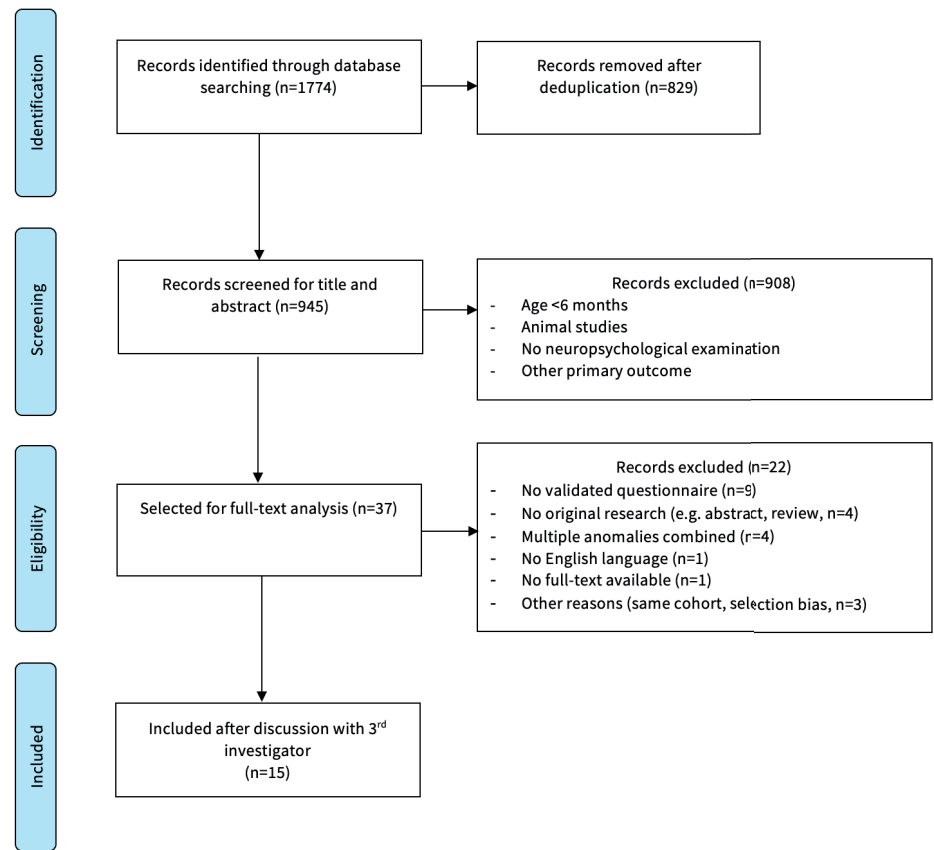 Identification
Records identified through database
searching (n=1774)
Records removed after
deduplication (n=829)
Screening
Records screened for title and
abstract (n=945)
Records excluded (n=908)
- Age <6 months
- Animal studies
- No neuropsychological examination
- Other primary outcome
Eligibility
Selected for full-text analysis (n=37)
Records excluded (n=22)
- No validated questionnaire (n=9)
- No original research (e.g. abstract, review, n=4)
- Multiple anomalies combined (n=4)
- No English language (n=1)
- No full-text available (n=1)
- Other reasons (same cohort, selection bias, n=3)
Included
Included after discussion with 3rd
investigator
(n=15)